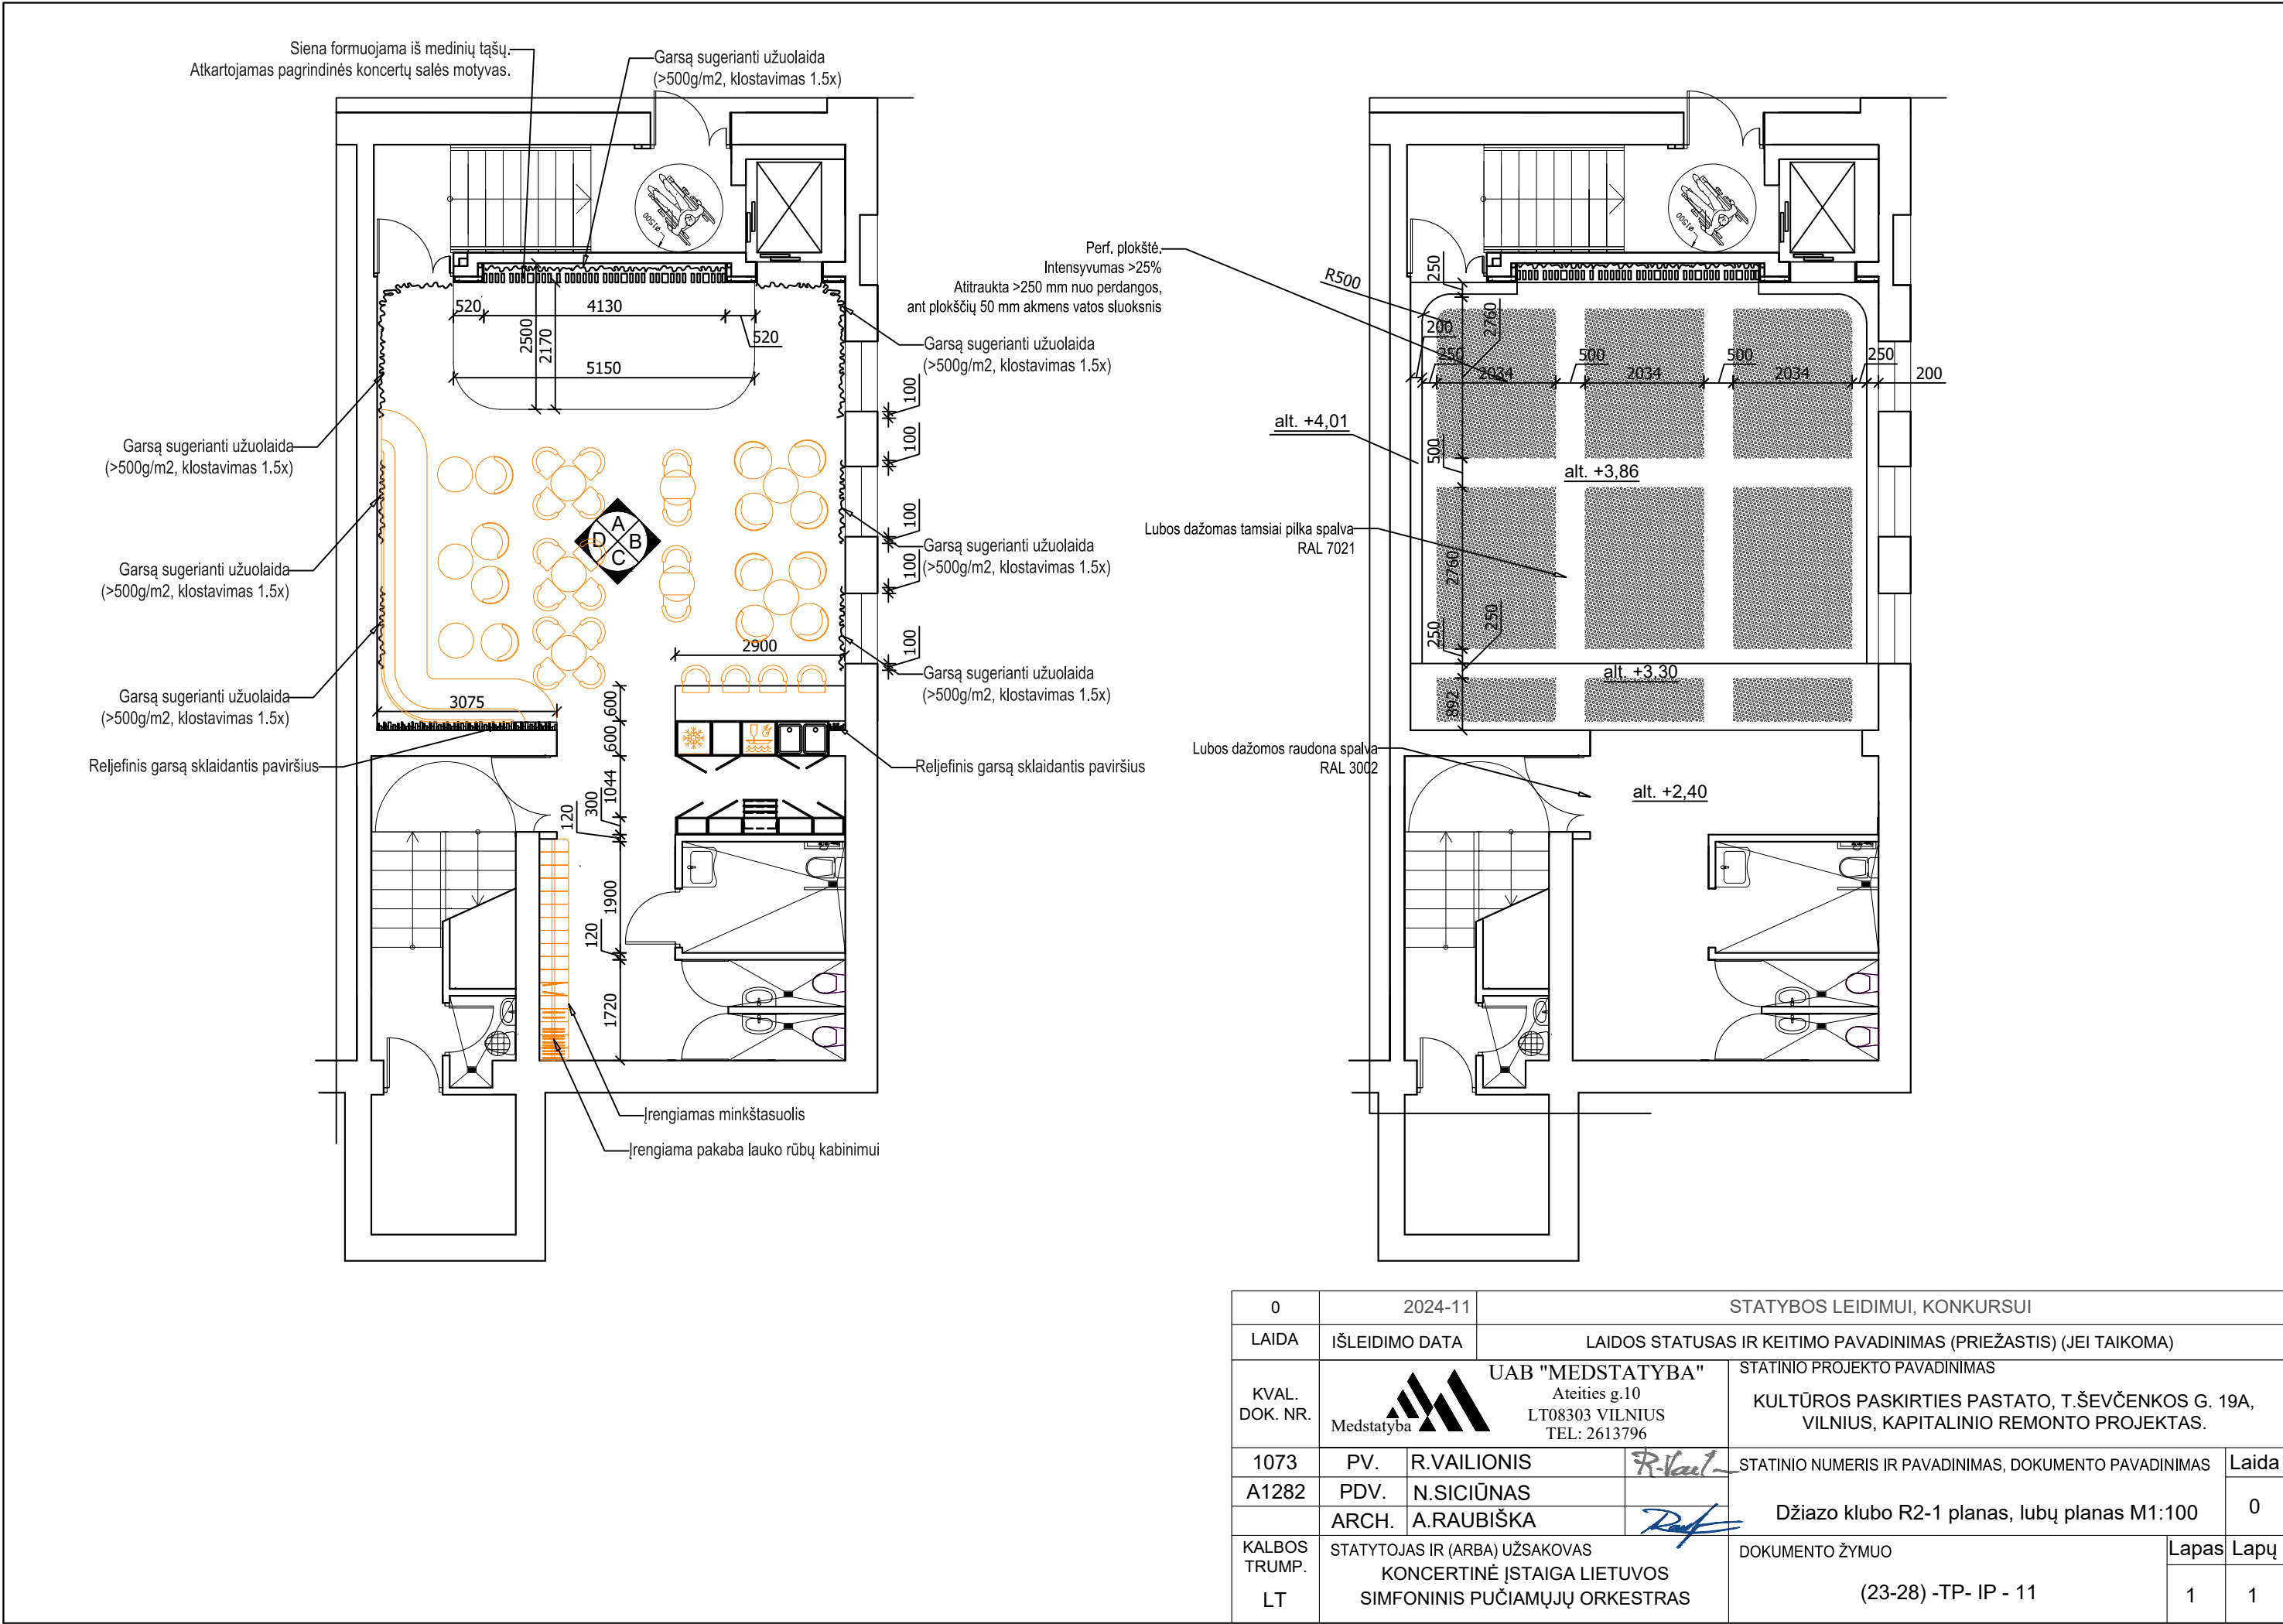 Siena formuojama iš medinių tąšų.
Atkartojamas pagrindinės koncertų salės motyvas.
Garsą sugerianti užuolaida
(>500g/m2, klostavimas 1.5x)
Ø1500
520
4130
520
2500
2170
5150
Garsą sugerianti užuolaida
(>500g/m2, klostavimas 1.5x)
100
100
100
100
100
Garsą sugerianti užuolaida
(>500g/m2, klostavimas 1.5x)
Garsą sugerianti užuolaida
(>500g/m2, klostavimas 1.5x)
Garsą sugerianti užuolaida
(>500g/m2, klostavimas 1.5x)
Garsą sugerianti užuolaida
(>500g/m2, klostavimas 1.5x)
Garsą sugerianti užuolaida
(>500g/m2, klostavimas 1.5x)
A
D B
C
2900
3075
600
600
1044
300
120
1900
120
1720
Reljefinis garsą sklaidantis paviršius
Reljefinis garsą sklaidantis paviršius
Įrengiamas minkštasuolis
Įrengiama pakaba lauko rūbų kabinimui
Perf. plokštė.
Intensyvumas >25%
Atitraukta >250 mm nuo perdangos,
ant plokščių 50 mm akmens vatos sluoksnis
Ø1500
R500
250
2760
200
250
2034
500
2034
500
2034
250
200
alt. +4,01
500
alt. +3,86
Lubos dažomas tamsiai pilka spalva
RAL 7021
2760
250
250
alt. +3,30
892
Lubos dažomos raudona spalva
RAL 3002
alt. +2,40
0
2024-11
STATYBOS LEIDIMUI, KONKURSUI
LAIDA
IŠLEIDIMO DATA
LAIDOS STATUSAS IR KEITIMO PAVADINIMAS (PRIEŽASTIS) (JEI TAIKOMA)
KVAL.
DOK. NR.
Medstatyba
UAB "MEDSTATYBA"
Ateities g.10
LT08303 VILNIUS
TEL: 2613796
STATINIO PROJEKTO PAVADINIMAS
KULTŪROS PASKIRTIES PASTATO, T.ŠEVČENKOS G. 19A,
VILNIUS, KAPITALINIO REMONTO PROJEKTAS.
1073
PV.
R.VAILIONIS
A1282
PDV.
N.SICIŪNAS
ARCH.
A.RAUBIŠKA
STATINIO NUMERIS IR PAVADINIMAS, DOKUMENTO PAVADINIMAS
Laida
Džiazo klubo R2-1 planas, lubų planas M1:100
0
KALBOS
TRUMP.
LT
STATYTOJAS IR (ARBA) UŽSAKOVAS
KONCERTINĖ ĮSTAIGA LIETUVOS
SIMFONINIS PUČIAMŲJŲ ORKESTRAS
DOKUMENTO ŽYMUO
(23-28) -TP- IP - 11
Lapas
Lapų
1
1